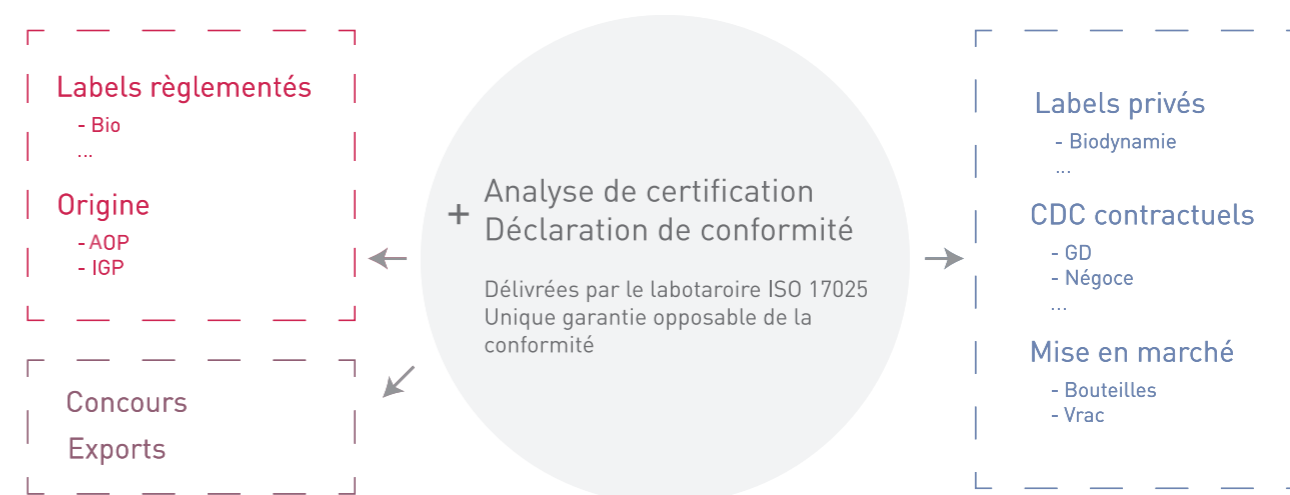 Labels règlementés
- Bio
...
Origine
- AOP
- IGP
Concours
Exports
+ Analyse de certification
Déclaration de conformité
Délivrées par le labotaroire ISO 17025
Unique garantie opposable de la
conformité
Labels privés
- Biodynamie
...
CDC contractuels
- GD
- Négoce
...
Mise en marché
- Bouteilles
- Vrac